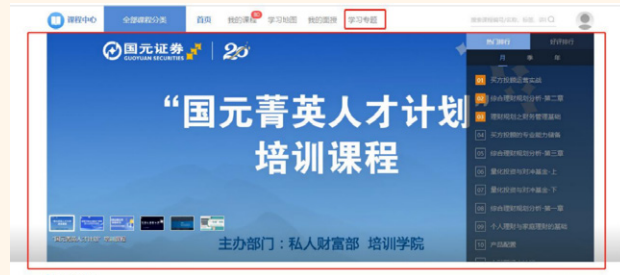 课程中心 全部课程分类 首页 我的课程 学习地图 我的面授 学习专题
国元证券
GUOYUAN SECURITIES
“国元菁英人才计划
培训课程
主办部门：私人财富部 培训学院
热门排行 好评排行
月 季 年
01 买方投顾运营实战
02 综合理财规划分析-第二章
03 理财规划之财务管理基础
04 买方投顾的专业能力储备
05 综合理财规划分析-第三章
06 量化投资与对冲基金-上
07 量化投资与对冲基金-下
08 综合理财规划分析-第一章
09 个人理财与家庭理财的基础
10 产品配置